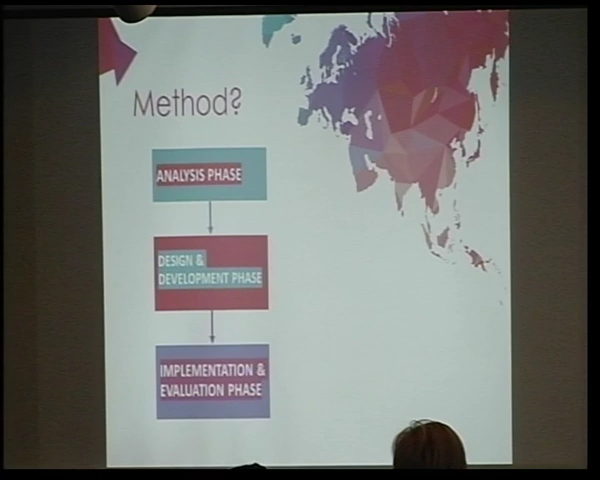 Method?
ANALYSIS PHASE
DESIGN &
DEVELOPMENT PHASE
IMPLEMENTATION &
EVALUATION PHASE